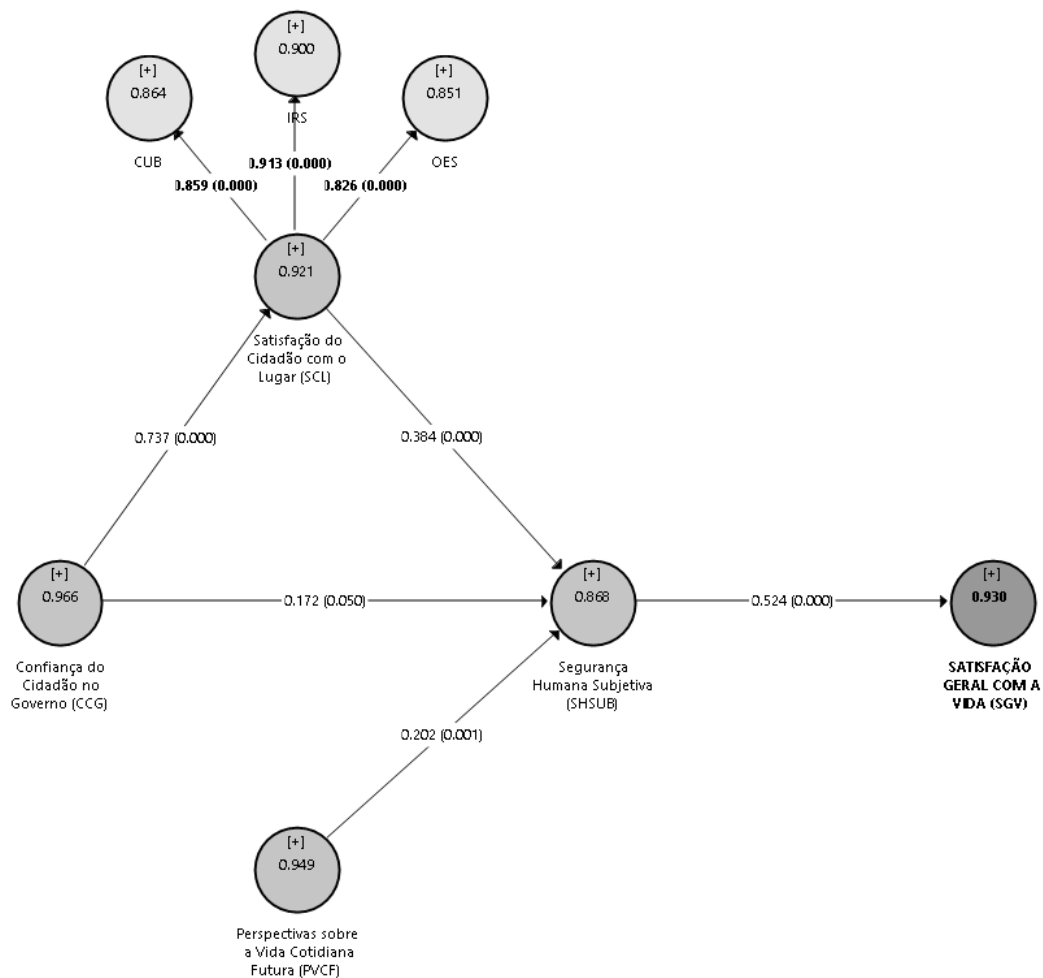 [+]
0.900
IRS
[+]
0.864
CUB
[+]
0.851
OES
0.913 (0.000)
0.859 (0.000)
0.826 (0.000)
[+]
0.921
Satisfação do
Cidadão com o
Lugar (SCL)
0.737 (0.000)
0.384 (0.000)
[+]
0.966
Confiança do
Cidadão no
Governo (CCG)
0.172 (0.050)
[+]
0.868
Segurança
Humana Subjetiva
(SHSUB)
0.524 (0.000)
[+]
0.930
SATISFAÇÃO
GERAL COM A
VIDA (SGV)
0.202 (0.001)
[+]
0.949
Perspectivas sobre
a Vida Cotidiana
Futura (PVCF)